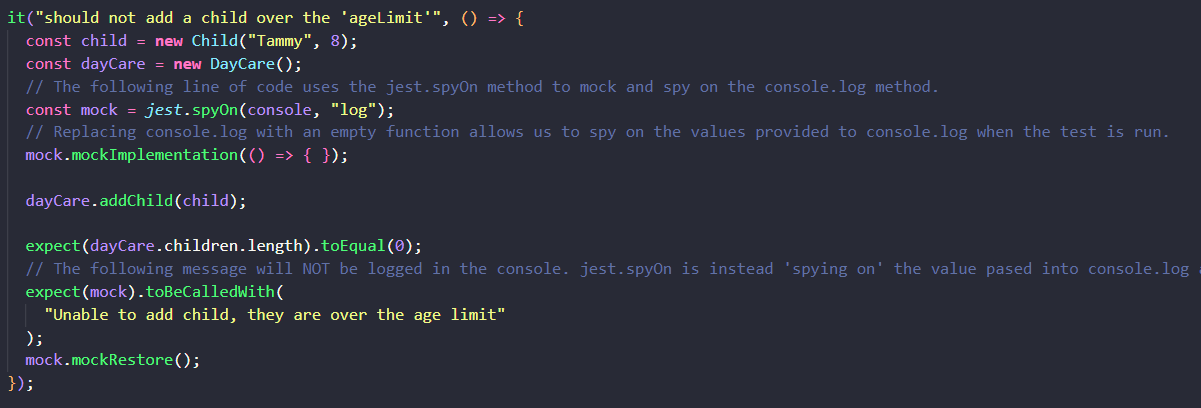 it("should not add a child over the 'ageLimit'", () => {
  const child = new Child("Tammy", 8);
  const dayCare = new DayCare();
  // The following line of code uses the jest.spyOn method to mock and spy on the console.log method.
  const mock = jest.spyOn(console, "log");
  // Replacing console.log with an empty function allows us to spy on the values provided to console.log when the test is run.
  mock.mockImplementation(() => { });

  dayCare.addChild(child);

  expect(dayCare.children.length).toEqual(0);
  // The following message will NOT be logged in the console. jest.spyOn is instead 'spying on' the value pased into console.log
  expect(mock).toBeCalledWith(
    "Unable to add child, they are over the age limit"
  );
  mock.mockRestore();
});